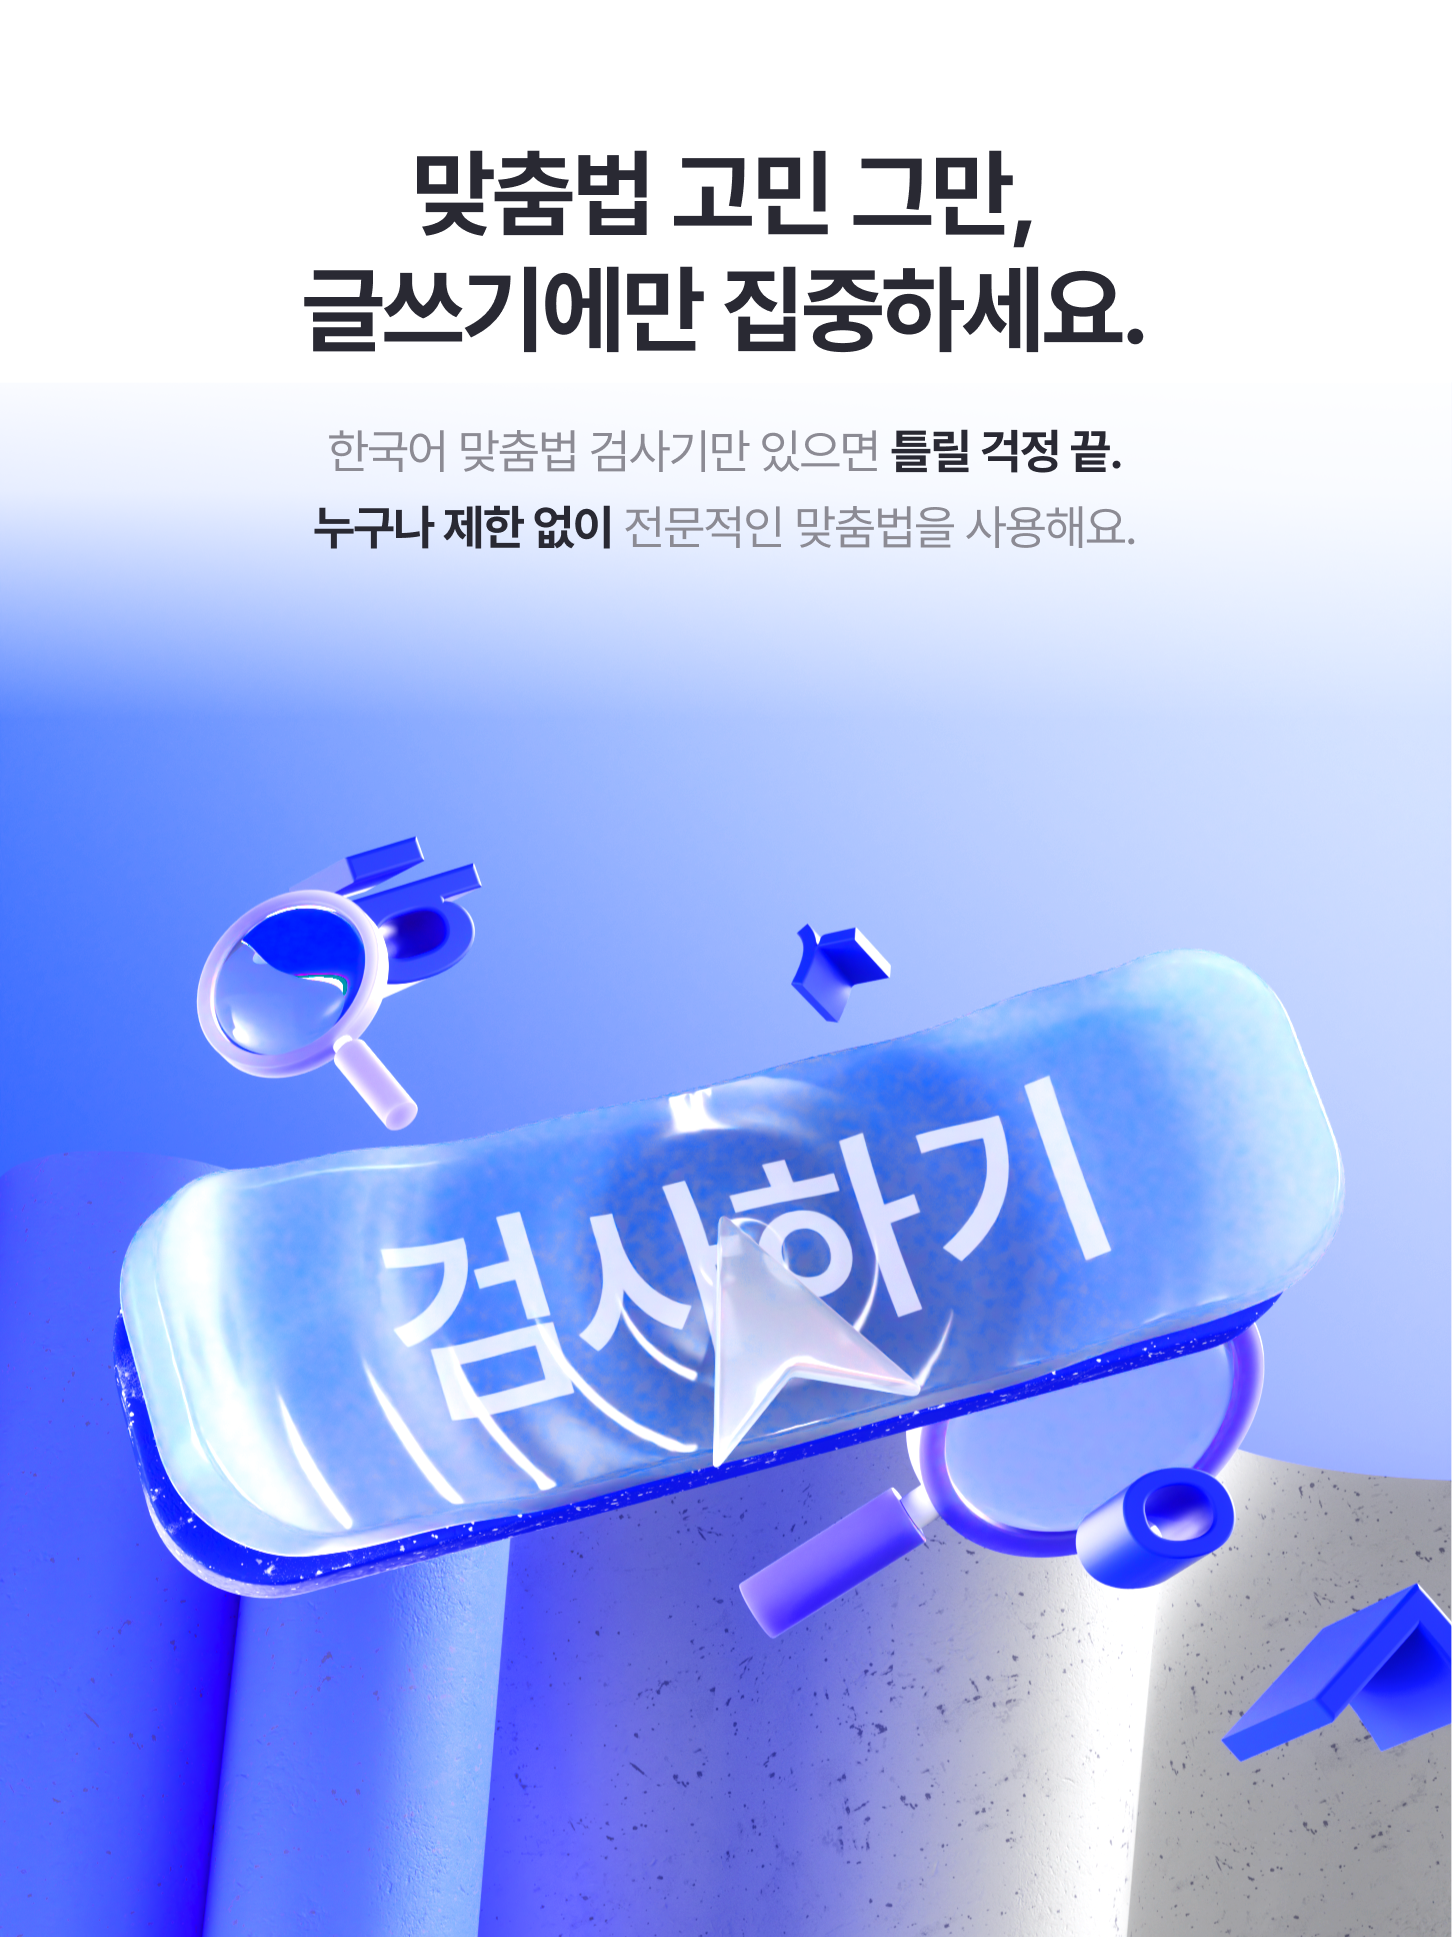 맞춤법 고민 그만,
글쓰기에만 집중하세요.
한국어 맞춤법 검사기만 있으면 틀릴 걱정 끝.
누구나 제한 없이 전문적인 맞춤법을 사용해요.
검사하기